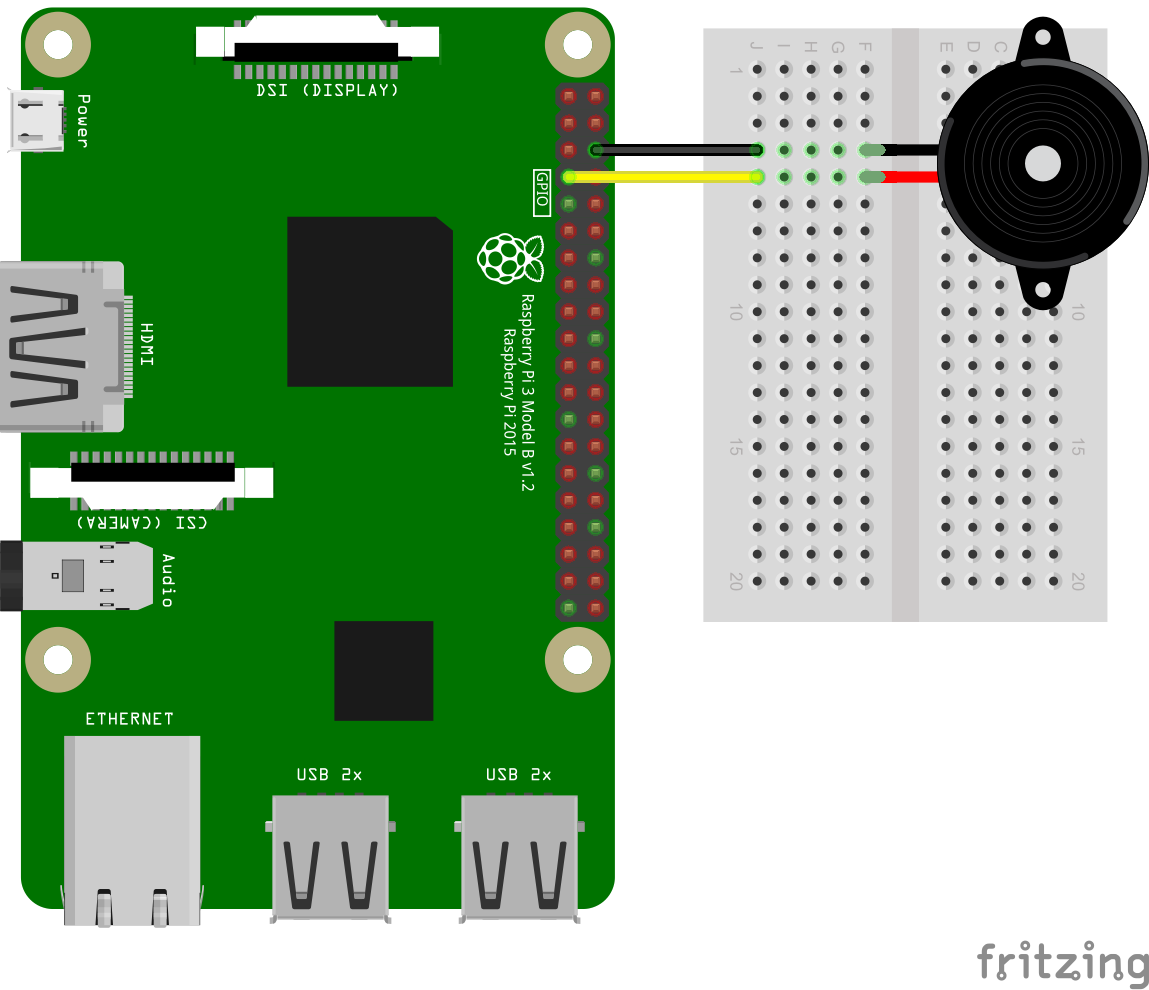 DSI (DISPLAY)
Power
GPIO
HDMI
Raspberry Pi 3 Model B v1.2
Raspberry Pi 2015
CSI (CAMERA)
Audio
ETHERNET
USB 2x
USB 2x
J I H G F E D C
1
10 10
15 15
20 20
fritzing